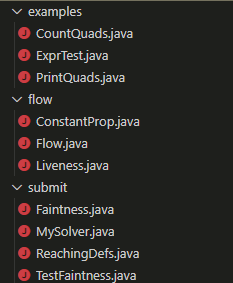 examples
CountQuads.java
ExprTest.java
PrintQuads.java
flow
ConstantProp.java
Flow.java
Liveness.java
submit
Faintness.java
MySolver.java
ReachingDefs.java
TestFaintness.java